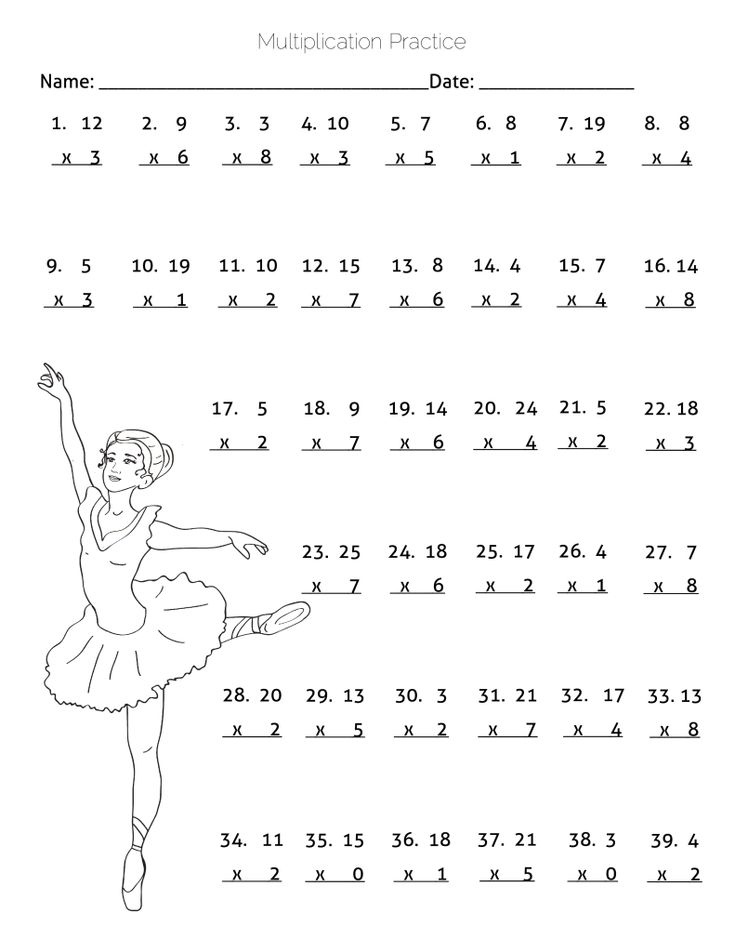 Multiplication Practice
Name: ______________________________Date: ______________
1. 12 2. 9 3. 3 4. 10 5. 7 6. 8 7. 19 8. 8
x 3 x 6 x 8 x 3 x 5 x 1 x 2 x 4
9. 5 10. 19 11. 10 12. 15 13. 8 14. 4 15. 7 16. 14
x 3 x 1 x 2 x 7 x 6 x 2 x 4 x 8
17. 5 18. 9 19. 14 20. 24 21. 5 22. 18
x 2 x 7 x 6 x 4 x 2 x 3
23. 25 24. 18 25. 17 26. 4 27. 7
x 7 x 6 x 2 x 1 x 8
28. 20 29. 13 30. 3 31. 21 32. 17 33. 13
x 2 x 5 x 2 x 7 x 4 x 8
34. 11 35. 15 36. 18 37. 21 38. 3 39. 4
x 2 x 0 x 1 x 5 x 0 x 2